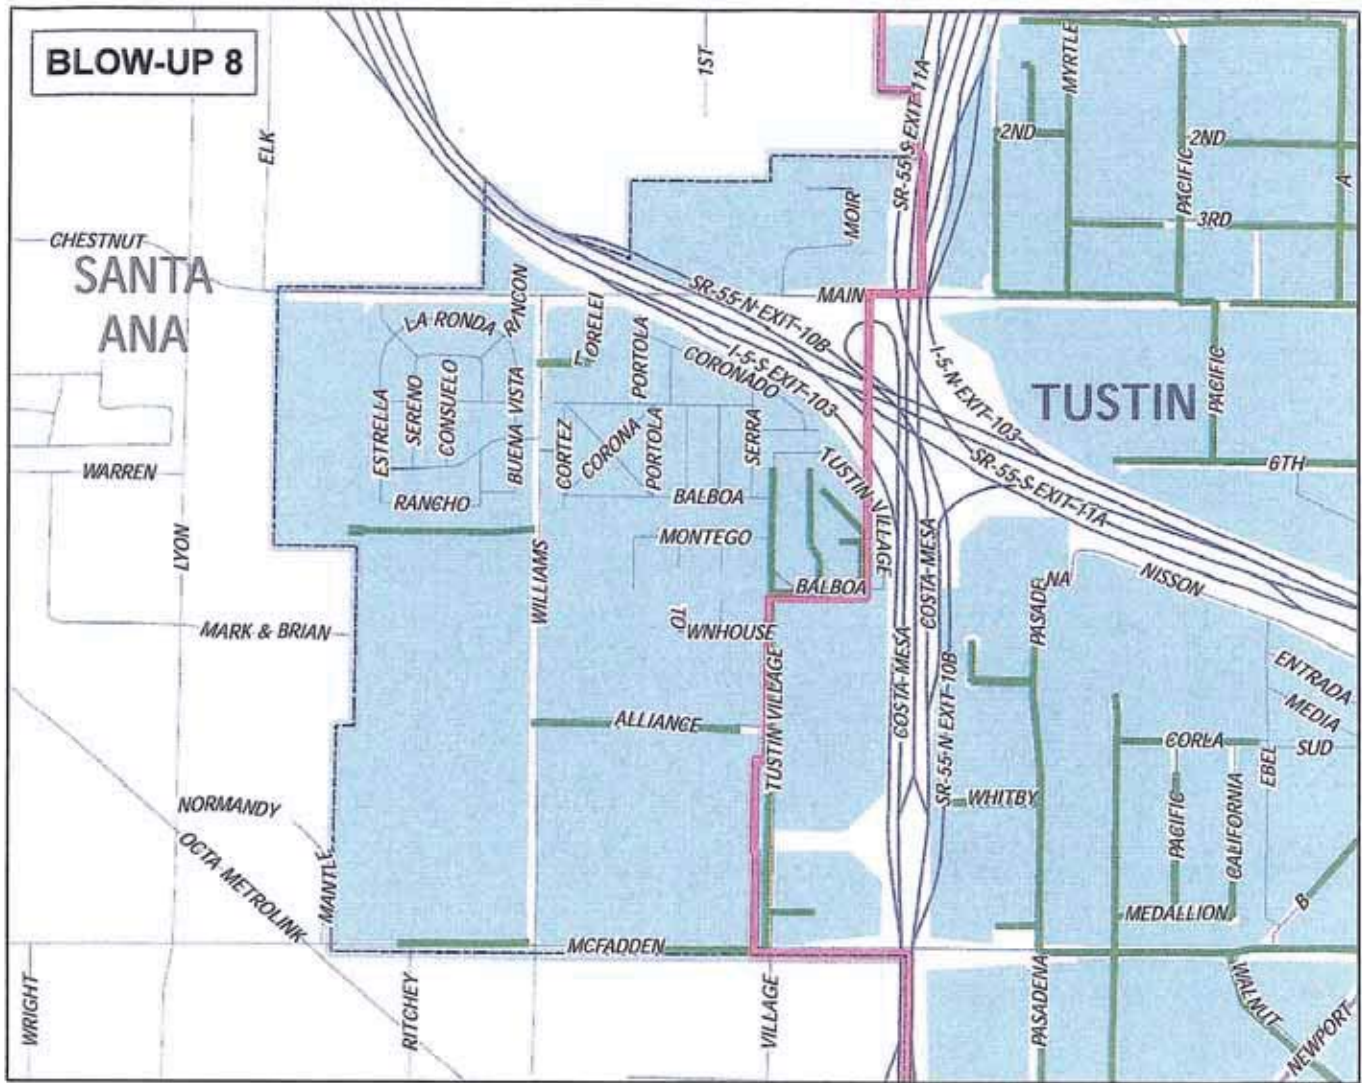 BLOW-UP 8
1ST
SR-55-S-EXIT-11A
MYRTLE
ELK
2ND
2ND
PACIFIC
A
MOIR
3RD
CHESTNUT
SANTA
ANA
MAIN
SR-55-N-EXIT-10B
LA RONDA
RINCON
LORELEI
PORTOLA
CORONADO
I-5-S-EXIT-103
I-5-N-EXIT-103
TUSTIN
PACIFIC
ESTRELLA
SERENO
CONSUELO
BUENA VISTA
CORTEZ
CORONA
PORTOLA
SERRA
TUSTIN VILLAGE
SR-55-S-EXIT-11A
6TH
WARREN
RANCHO
BALBOA
LYON
MONTEGO
WILLIAMS
BALBOA
COSTA-MESA
COSTA-MESA
PASADENA
NISSON
MARK & BRIAN
TOWNHOUSE
TUSTIN VILLAGE
SR-55-N-EXIT-10B
ENTRADA
MEDIA
SUD
ALLIANCE
CORLA
EBEL
NORMANDY
WHITBY
PACIFIC
CALIFORNIA
OCTA-METROLINK
MANTLE
MEDALLION
B
MCFADDEN
WRIGHT
RITCHEY
VILLAGE
PASADENA
WALNUT
NEWPORT